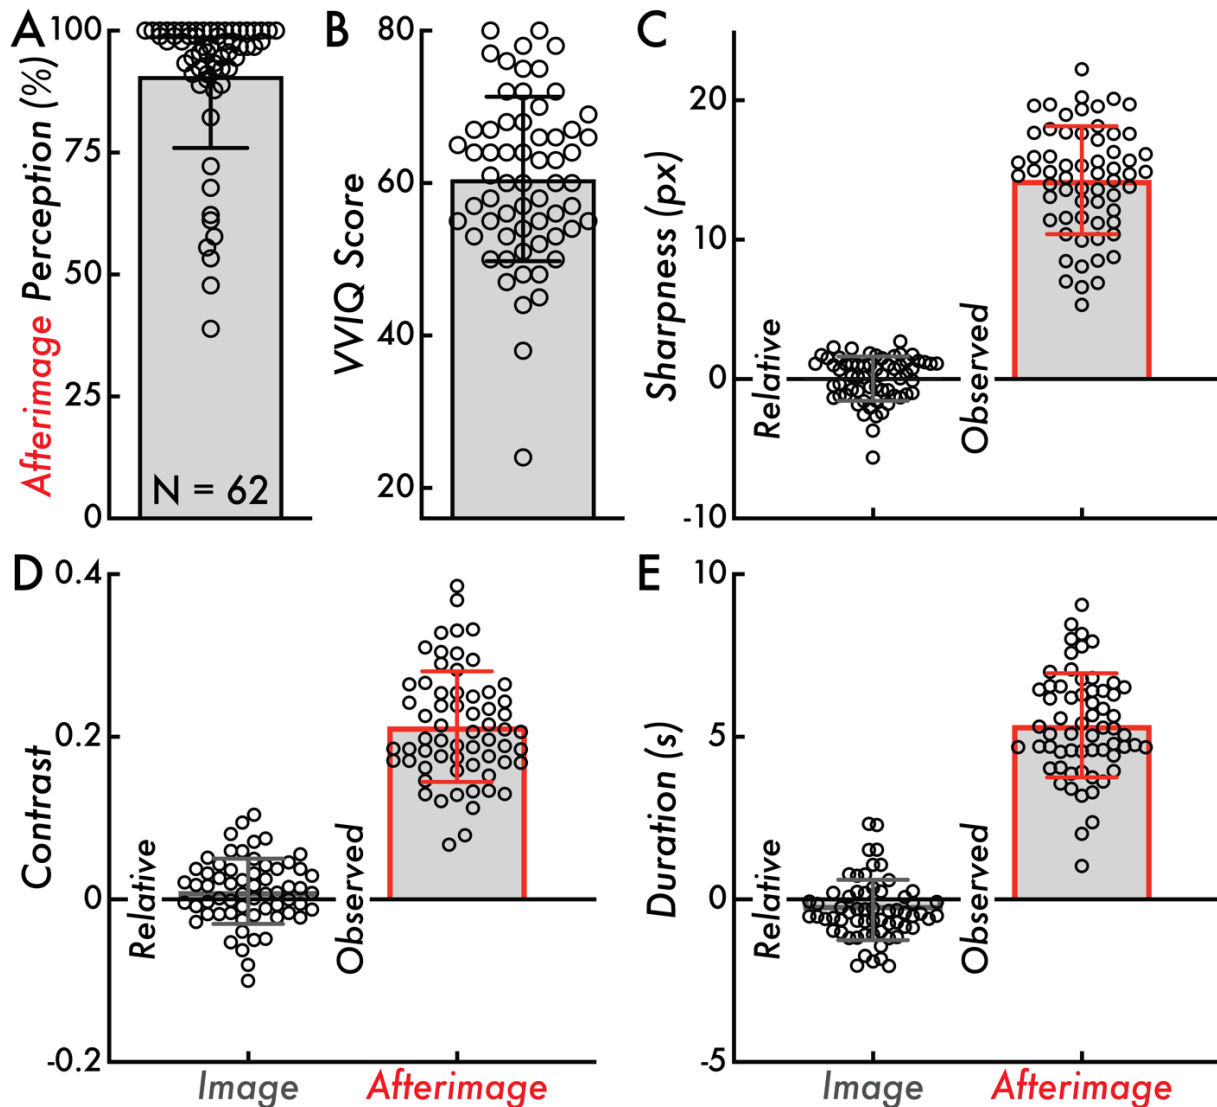 A
Afterimage Perception (%)
100
75
50
25
0
N = 62
B
VVIQ Score
80
60
40
20
C
Sharpness (px)
20
10
0
-10
Relative
Observed
D
Contrast
0.4
0.2
0
-0.2
Relative
Observed
Image
Afterimage
E
Duration (s)
10
5
0
-5
Relative
Observed
Image
Afterimage